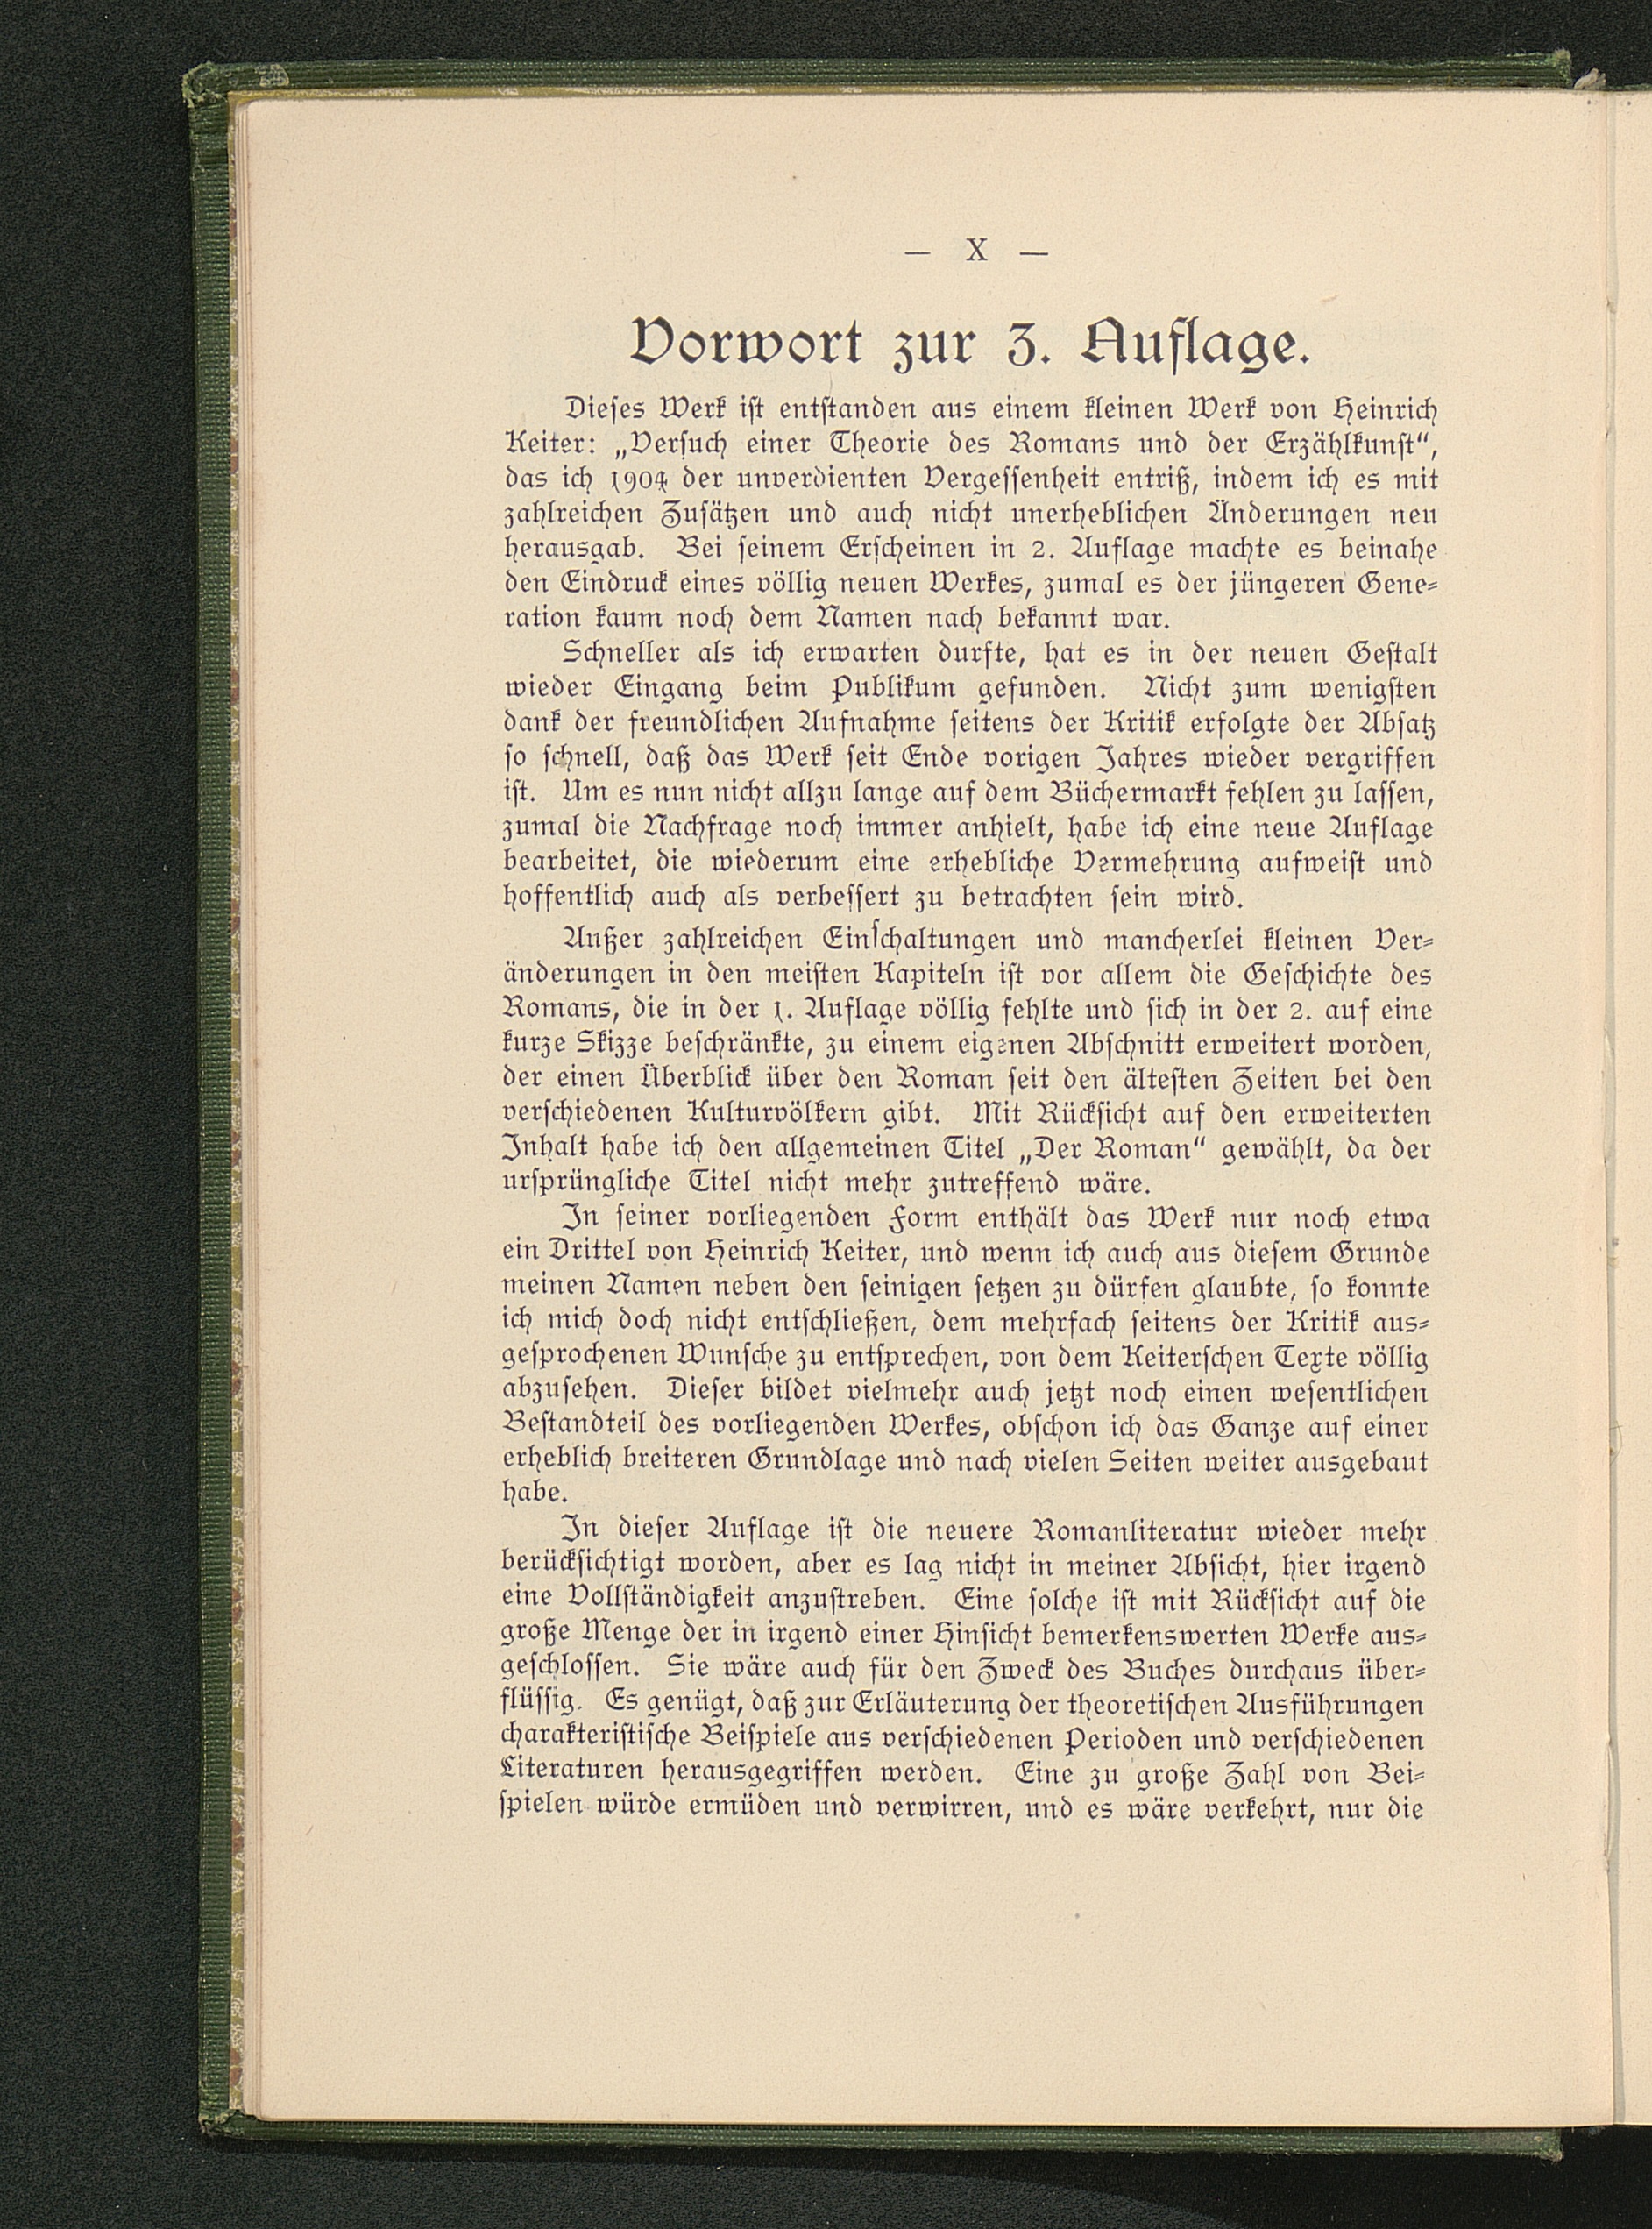 — X —
Vorwort zur 3. Auflage.
Dieses Werk ist entstanden aus einem kleinen Werk von Heinrich
Keiter: „Versuch einer Theorie des Romans und der Erzählkunst“,
das ich 1904 der unverdienten Vergessenheit entriß, indem ich es mit
zahlreichen Zusätzen und auch nicht unerheblichen Änderungen neu
herausgab. Bei seinem Erscheinen in 2. Auflage machte es beinahe
den Eindruck eines völlig neuen Werkes, zumal es der jüngeren Gene-
ration kaum noch dem Namen nach bekannt war.
Schneller als ich erwarten durfte, hat es in der neuen Gestalt
wieder Eingang beim Publikum gefunden. Nicht zum wenigsten
dank der freundlichen Aufnahme seitens der Kritik erfolgte der Absatz
so schnell, daß das Werk seit Ende vorigen Jahres wieder vergriffen
ist. Um es nun nicht allzu lange auf dem Büchermarkt fehlen zu lassen,
zumal die Nachfrage noch immer anhielt, habe ich eine neue Auflage
bearbeitet, die wiederum eine erhebliche Vermehrung aufweist und
hoffentlich auch als verbessert zu betrachten sein wird.
Außer zahlreichen Einschaltungen und mancherlei kleinen Ver-
änderungen in den meisten Kapiteln ist vor allem die Geschichte des
Romans, die in der 1. Auflage völlig fehlte und sich in der 2. auf eine
kurze Skizze beschränkte, zu einem eigenen Abschnitt erweitert worden,
der einen Überblick über den Roman seit den ältesten Zeiten bei den
verschiedenen Kulturvölkern gibt. Mit Rücksicht auf den erweiterten
Inhalt habe ich den allgemeinen Titel „Der Roman“ gewählt, da der
ursprüngliche Titel nicht mehr zutreffend wäre.
In seiner vorliegenden Form enthält das Werk nur noch etwa
ein Drittel von Heinrich Keiter, und wenn ich auch aus diesem Grunde
meinen Namen neben den seinigen setzen zu dürfen glaubte, so konnte
ich mich doch nicht entschließen, dem mehrfach seitens der Kritik aus-
gesprochenen Wunsche zu entsprechen, von dem Keiterschen Texte völlig
abzusehen. Dieser bildet vielmehr auch jetzt noch einen wesentlichen
Bestandteil des vorliegenden Werkes, obschon ich das Ganze auf einer
erheblich breiteren Grundlage und nach vielen Seiten weiter ausgebaut
habe.
In dieser Auflage ist die neuere Romanliteratur wieder mehr
berücksichtigt worden, aber es lag nicht in meiner Absicht, hier irgend
eine Vollständigkeit anzustreben. Eine solche ist mit Rücksicht auf die
große Menge der in irgend einer Hinsicht bemerkenswerten Werke aus-
geschlossen. Sie wäre auch für den Zweck des Buches durchaus über-
flüssig. Es genügt, daß zur Erläuterung der theoretischen Ausführungen
charakteristische Beispiele aus verschiedenen Perioden und verschiedenen
Literaturen herausgegriffen werden. Eine zu große Zahl von Bei-
spielen würde ermüden und verwirren, und es wäre verkehrt, nur die